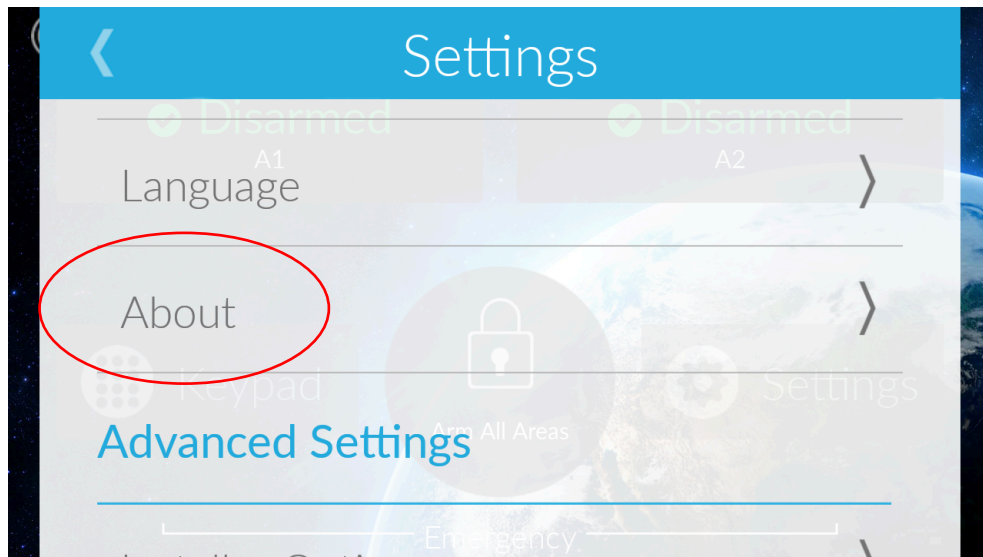 Settings
Disarmed Disarmed
A1 A2
Language
About
Keypad Settings
Arm All Areas
Advanced Settings
Emergency